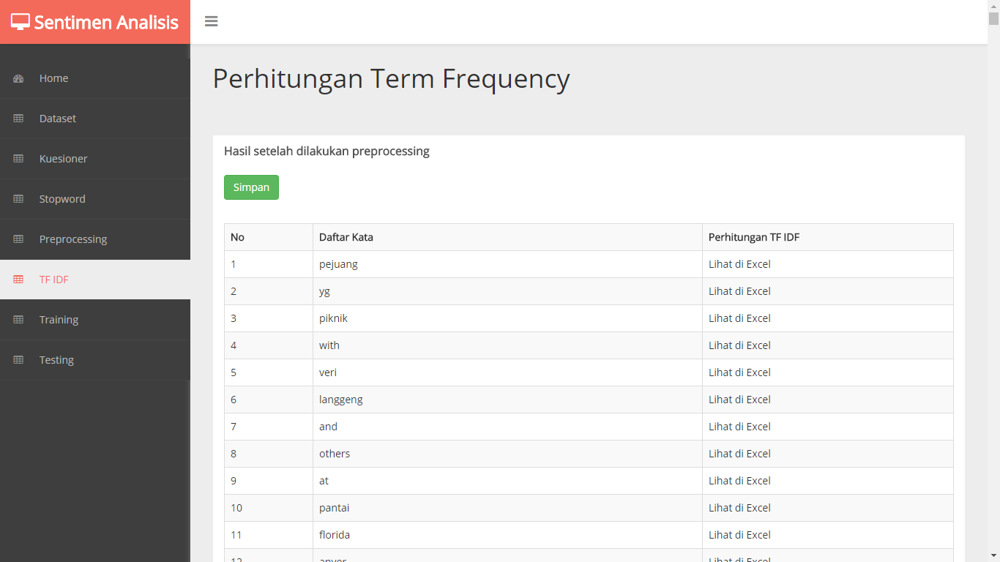 Sentimen Analisis
Home
Dataset
Kuesioner
Stopword
Preprocessing
TF IDF
Training
Testing
Perhitungan Term Frequency
Hasil setelah dilakukan preprocessing
Simpan
No Daftar Kata Perhitungan TF IDF
1 pejuang Lihat di Excel
2 yg Lihat di Excel
3 piknik Lihat di Excel
4 with Lihat di Excel
5 veri Lihat di Excel
6 langgeng Lihat di Excel
7 and Lihat di Excel
8 others Lihat di Excel
9 at Lihat di Excel
10 pantai Lihat di Excel
11 florida Lihat di Excel
12 anyer Lihat di Excel